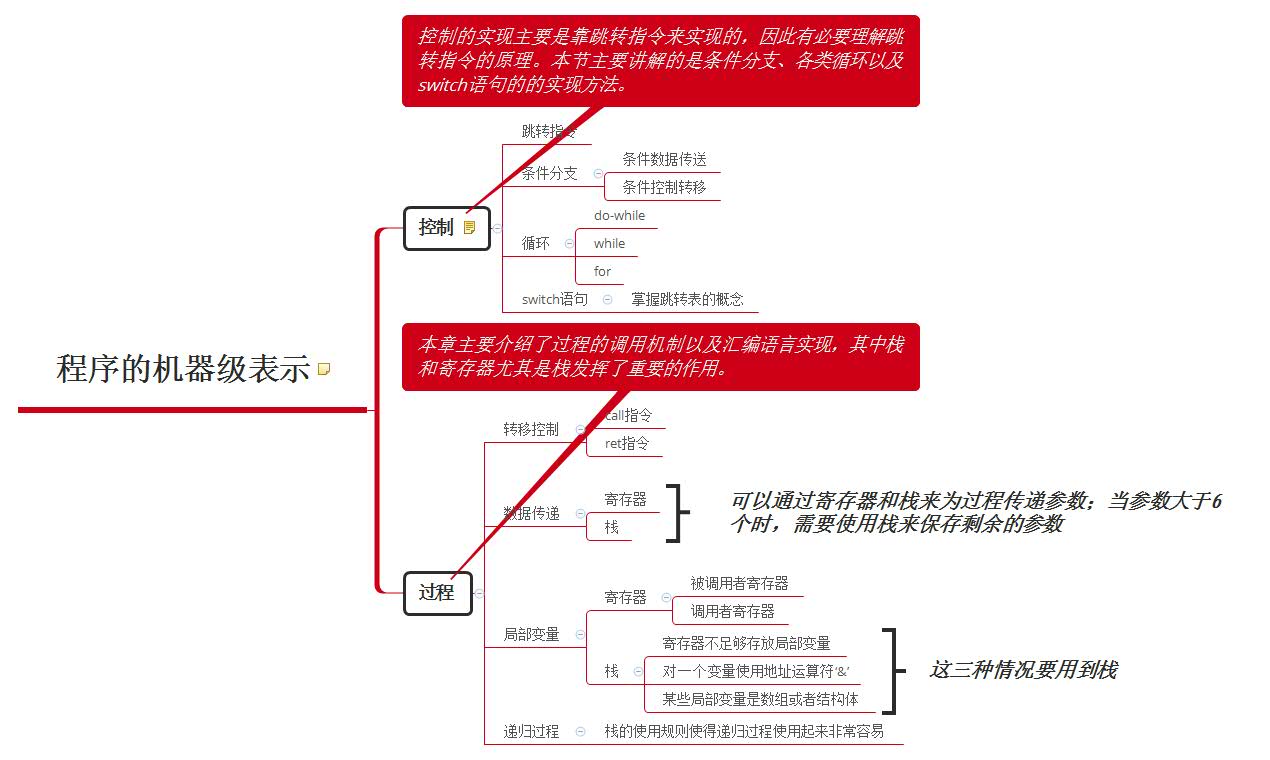 控制的实现主要是靠跳转指令来实现的，因此有必要理解跳
转指令的原理。本节主要讲解的是条件分支、各类循环以及
switch语句的的实现方法。
跳转指令
条件分支
条件数据传送
条件控制转移
控制
循环
do-while
while
for
switch语句
掌握跳转表的概念
程序的机器级表示
本章主要介绍了过程的调用机制以及汇编语言实现，其中栈
和寄存器尤其是栈发挥了重要的作用。
转移控制
call指令
ret指令
数据传递
寄存器
栈
可以通过寄存器和栈来为过程传递参数；当参数大于6
个时，需要使用栈来保存剩余的参数
过程
局部变量
寄存器
被调用者寄存器
调用者寄存器
栈
寄存器不足够存放局部变量
对一个变量使用地址运算符‘&’
某些局部变量是数组或者结构体
这三种情况要用到栈
递归过程
栈的使用规则使得递归过程使用起来非常容易